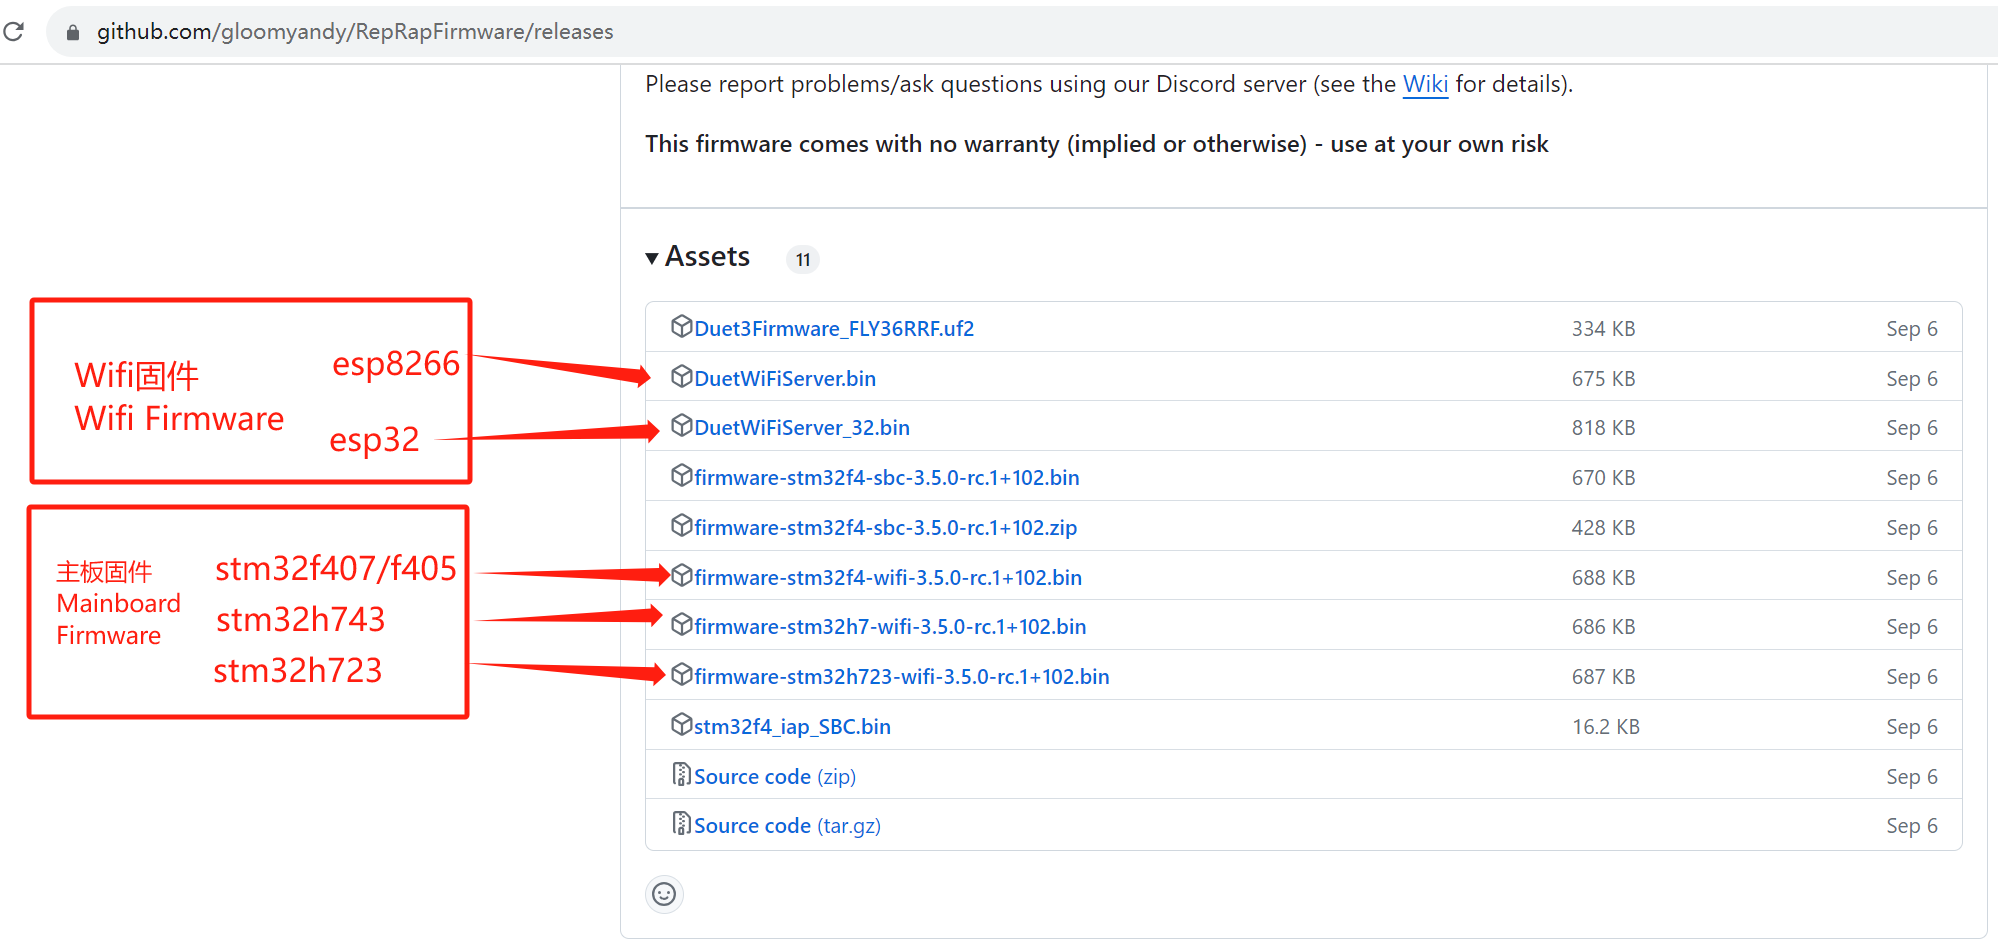 github.com/gloomyandy/RepRapFirmware/releases
Please report problems/ask questions using our Discord server (see the Wiki for details).
This firmware comes with no warranty (implied or otherwise) - use at your own risk
Assets 11
Duet3Firmware_FLY36RRF.uf2 334 KB Sep 6
DuetWiFiServer.bin 675 KB Sep 6
DuetWiFiServer_32.bin 818 KB Sep 6
firmware-stm32f4-sbc-3.5.0-rc.1+102.bin 670 KB Sep 6
firmware-stm32f4-sbc-3.5.0-rc.1+102.zip 428 KB Sep 6
firmware-stm32f4-wifi-3.5.0-rc.1+102.bin 688 KB Sep 6
firmware-stm32h7-wifi-3.5.0-rc.1+102.bin 686 KB Sep 6
firmware-stm32h723-wifi-3.5.0-rc.1+102.bin 687 KB Sep 6
stm32f4_iap_SBC.bin 16.2 KB Sep 6
Source code (zip) Sep 6
Source code (tar.gz) Sep 6
Wifi固件
Wifi Firmware
esp8266
esp32
主板固件
Mainboard
Firmware
stm32f407/f405
stm32h743
stm32h723